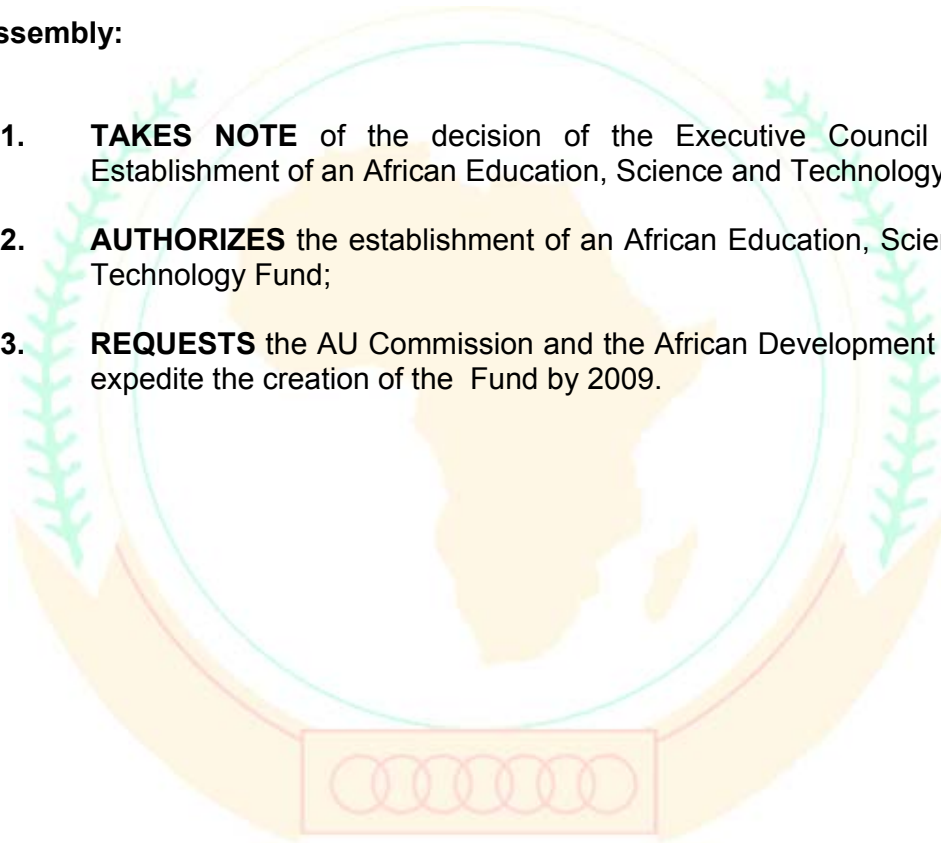 ssembly:
1. TAKES NOTE of the decision of the Executive Council
Establishment of an African Education, Science and Technology
2. AUTHORIZES the establishment of an African Education, Scien
Technology Fund;
3. REQUESTS the AU Commission and the African Development
expedite the creation of the Fund by 2009.